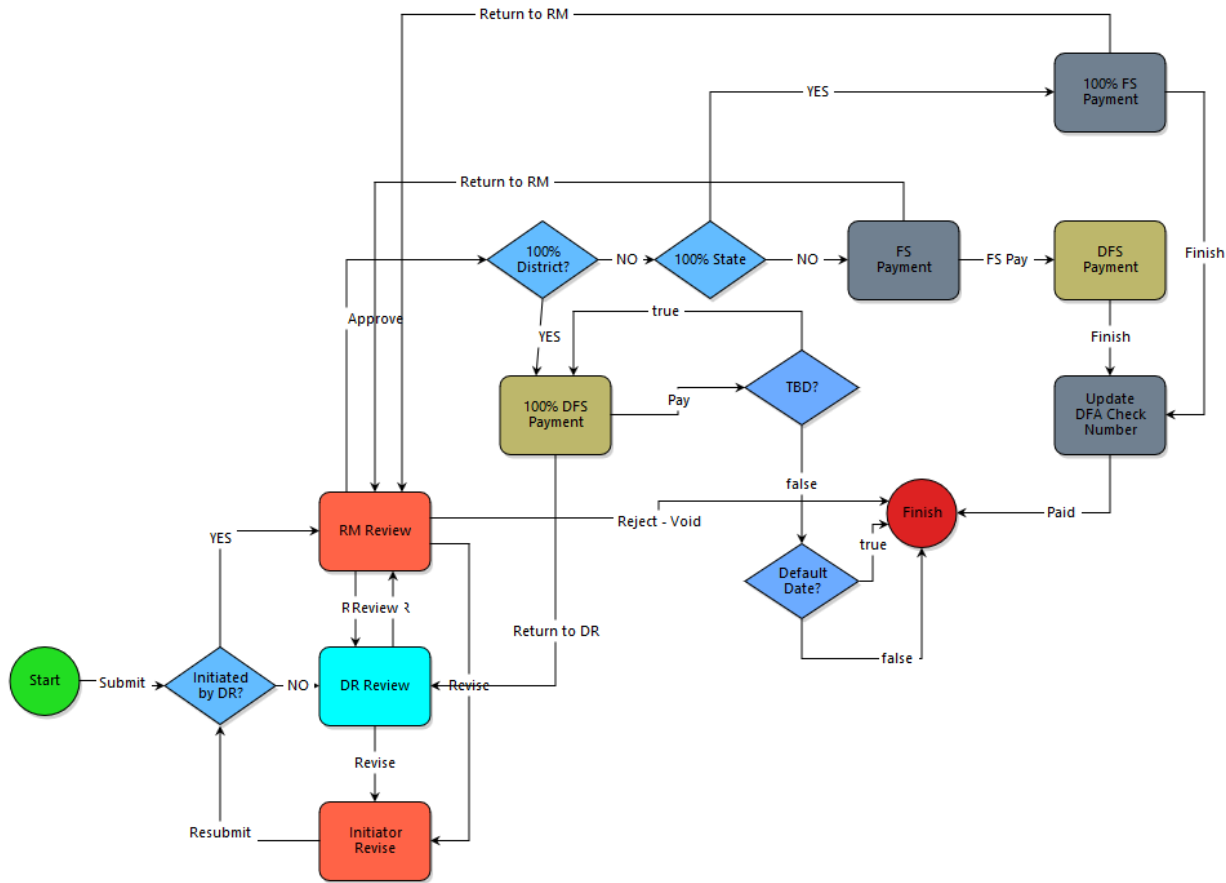 Return to RM
100% FS
Payment
YES
Return to RM
100%
District?
NO
100% State
NO
FS
Payment
FS Pay
DFS
Payment
Finish
Approve
true
YES
Finish
TBD?
100% DFS
Payment
Pay
Update
DFA Check
Number
false
RM Review
Reject - Void
Finish
Paid
YES
true
Default
Date?
Review
Return to DR
false
Start
Submit
Initiated
by DR?
NO
DR Review
Revise
Revise
Resubmit
Initiator
Revise